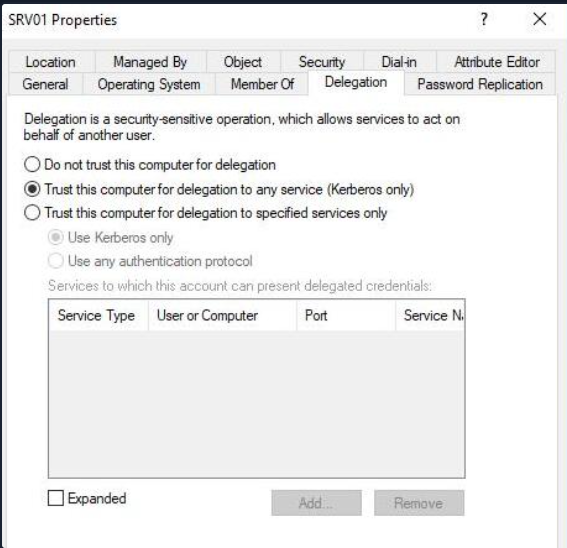 SRV01 Properties ? ×
Location Managed By Object Security Dial-in Attribute Editor
General Operating System Member Of Delegation Password Replication
Delegation is a security-sensitive operation, which allows services to act on
behalf of another user.
Do not trust this computer for delegation
Trust this computer for delegation to any service (Kerberos only)
Trust this computer for delegation to specified services only
Use Kerberos only
Use any authentication protocol
Services to which this account can present delegated credentials:
Service Type User or Computer Port Service Na
Expanded Add... Remove